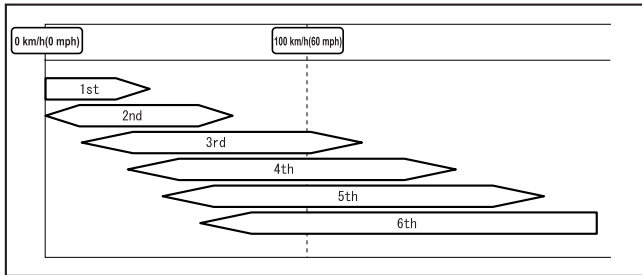 0 km/h(0 mph)
100 km/h(60 mph)
1st
2nd
3rd
4th
5th
6th